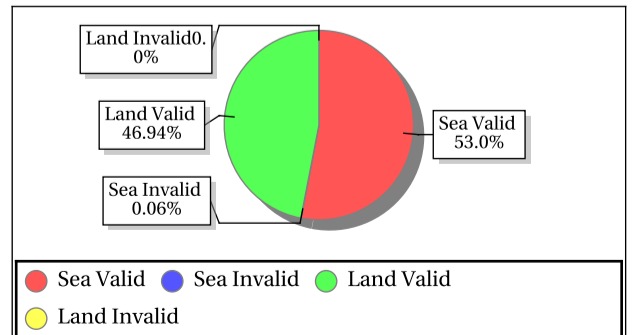 Land Invalid0.
0%
Land Valid
46.94%
Sea Valid
53.0%
Sea Invalid
0.06%
Sea Valid Sea Invalid Land Valid
Land Invalid